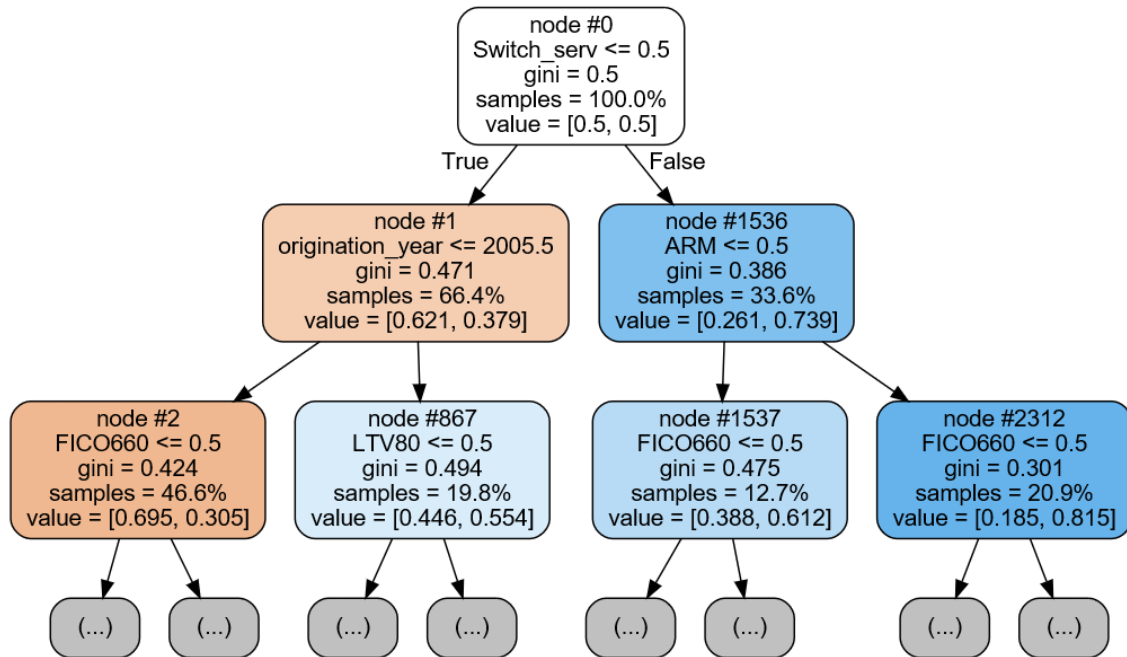 node #0
Switch_serv <= 0.5
gini = 0.5
samples = 100.0%
value = [0.5, 0.5]
True
False
node #1
origination_year <= 2005.5
gini = 0.471
samples = 66.4%
value = [0.621, 0.379]
node #1536
ARM <= 0.5
gini = 0.386
samples = 33.6%
value = [0.261, 0.739]
node #2
FICO660 <= 0.5
gini = 0.424
samples = 46.6%
value = [0.695, 0.305]
node #867
LTV80 <= 0.5
gini = 0.494
samples = 19.8%
value = [0.446, 0.554]
node #1537
FICO660 <= 0.5
gini = 0.475
samples = 12.7%
value = [0.388, 0.612]
node #2312
FICO660 <= 0.5
gini = 0.301
samples = 20.9%
value = [0.185, 0.815]
(...)
(...)
(...)
(...)
(...)
(...)
(...)
(...)